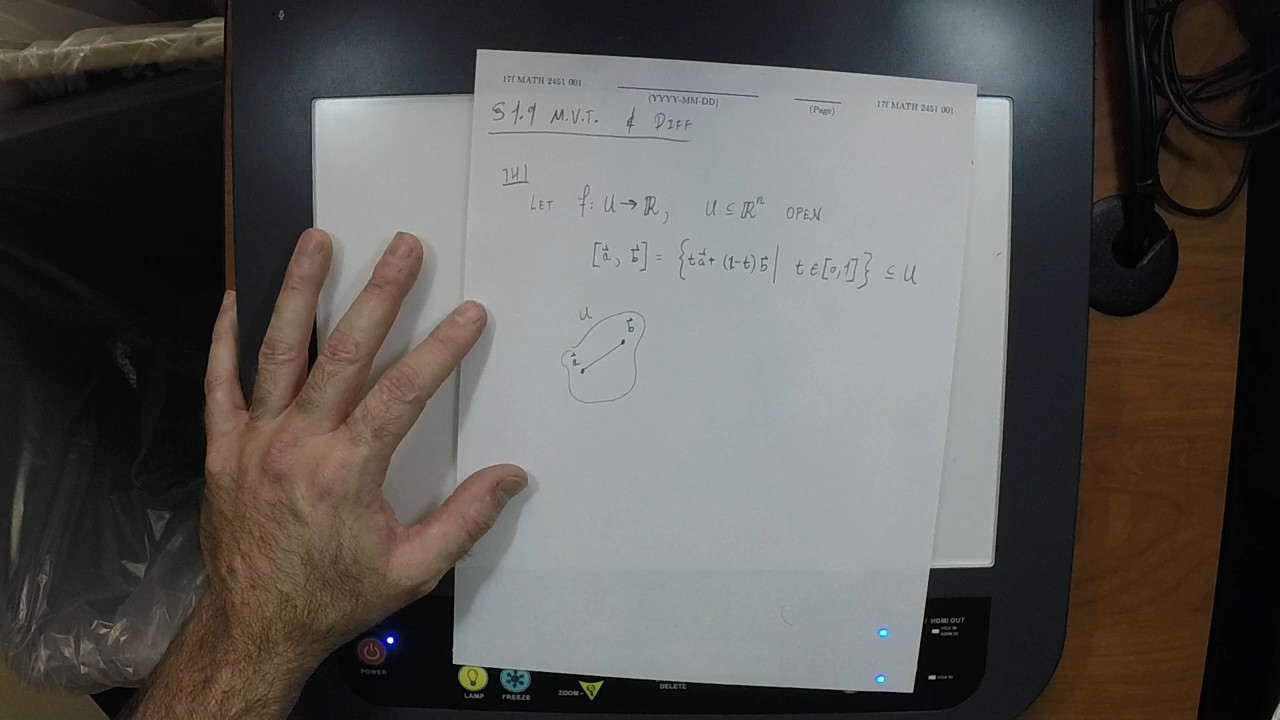 17f MATH 2451 001
(YYYY-MM-DD)
(Page)
17f MATH 2451 001
§1.9 M.V.T. & DIFF
TH
LET f: U → ℝ, U ⊆ ℝⁿ OPEN
[a⃗, b⃗] = {ta⃗ + (1-t)b⃗ | t ∈ [0,1]} ⊆ U
U
b⃗
a⃗
HDMI OUT
POWER
LAMP
FREEZE
ZOOM
DELETE